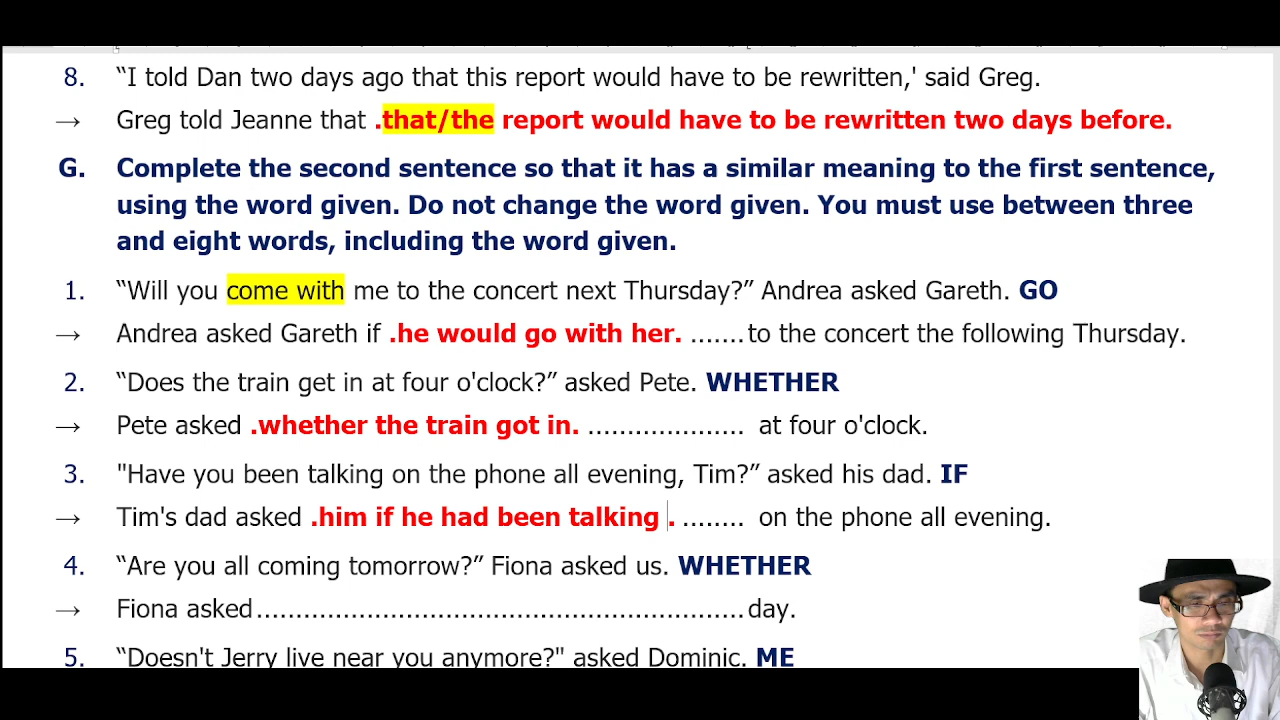 8. “I told Dan two days ago that this report would have to be rewritten,' said Greg.
→ Greg told Jeanne that .that/the report would have to be rewritten two days before.
G. Complete the second sentence so that it has a similar meaning to the first sentence,
using the word given. Do not change the word given. You must use between three
and eight words, including the word given.
1. “Will you come with me to the concert next Thursday?” Andrea asked Gareth. GO
→ Andrea asked Gareth if .he would go with her. .......to the concert the following Thursday.
2. “Does the train get in at four o'clock?” asked Pete. WHETHER
→ Pete asked .whether the train got in. .................... at four o'clock.
3. "Have you been talking on the phone all evening, Tim?” asked his dad. IF
→ Tim's dad asked .him if he had been talking . ........ on the phone all evening.
4. “Are you all coming tomorrow?” Fiona asked us. WHETHER
→ Fiona asked..............................................................day.
5. “Doesn't Jerry live near you anymore?" asked Dominic. ME